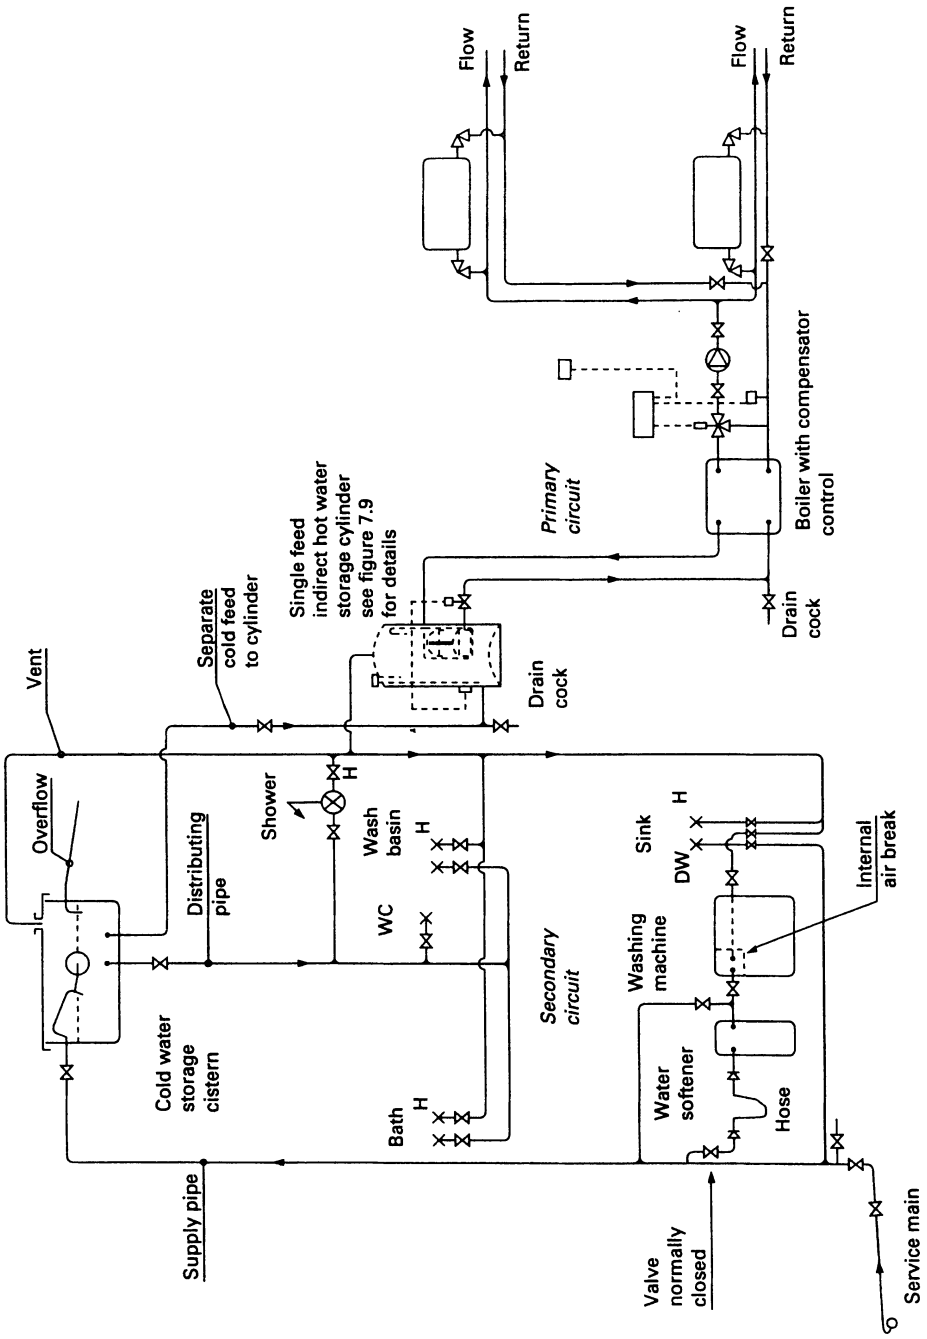 Vent
Overflow
Cold water
storage
cistern
Distributing
pipe
Separate
cold feed
to cylinder
Supply pipe
Shower
H
Wash
basin
H
WC
Bath
H
Secondary
circuit
Single feed
indirect hot water
storage cylinder
see figure 7.9
for details
Drain
cock
Primary
circuit
Flow
Return
Flow
Return
Boiler with compensator
control
Drain
cock
Sink
H
DW
Washing
machine
Internal
air break
Water
softener
Hose
Valve
normally
closed
Service main